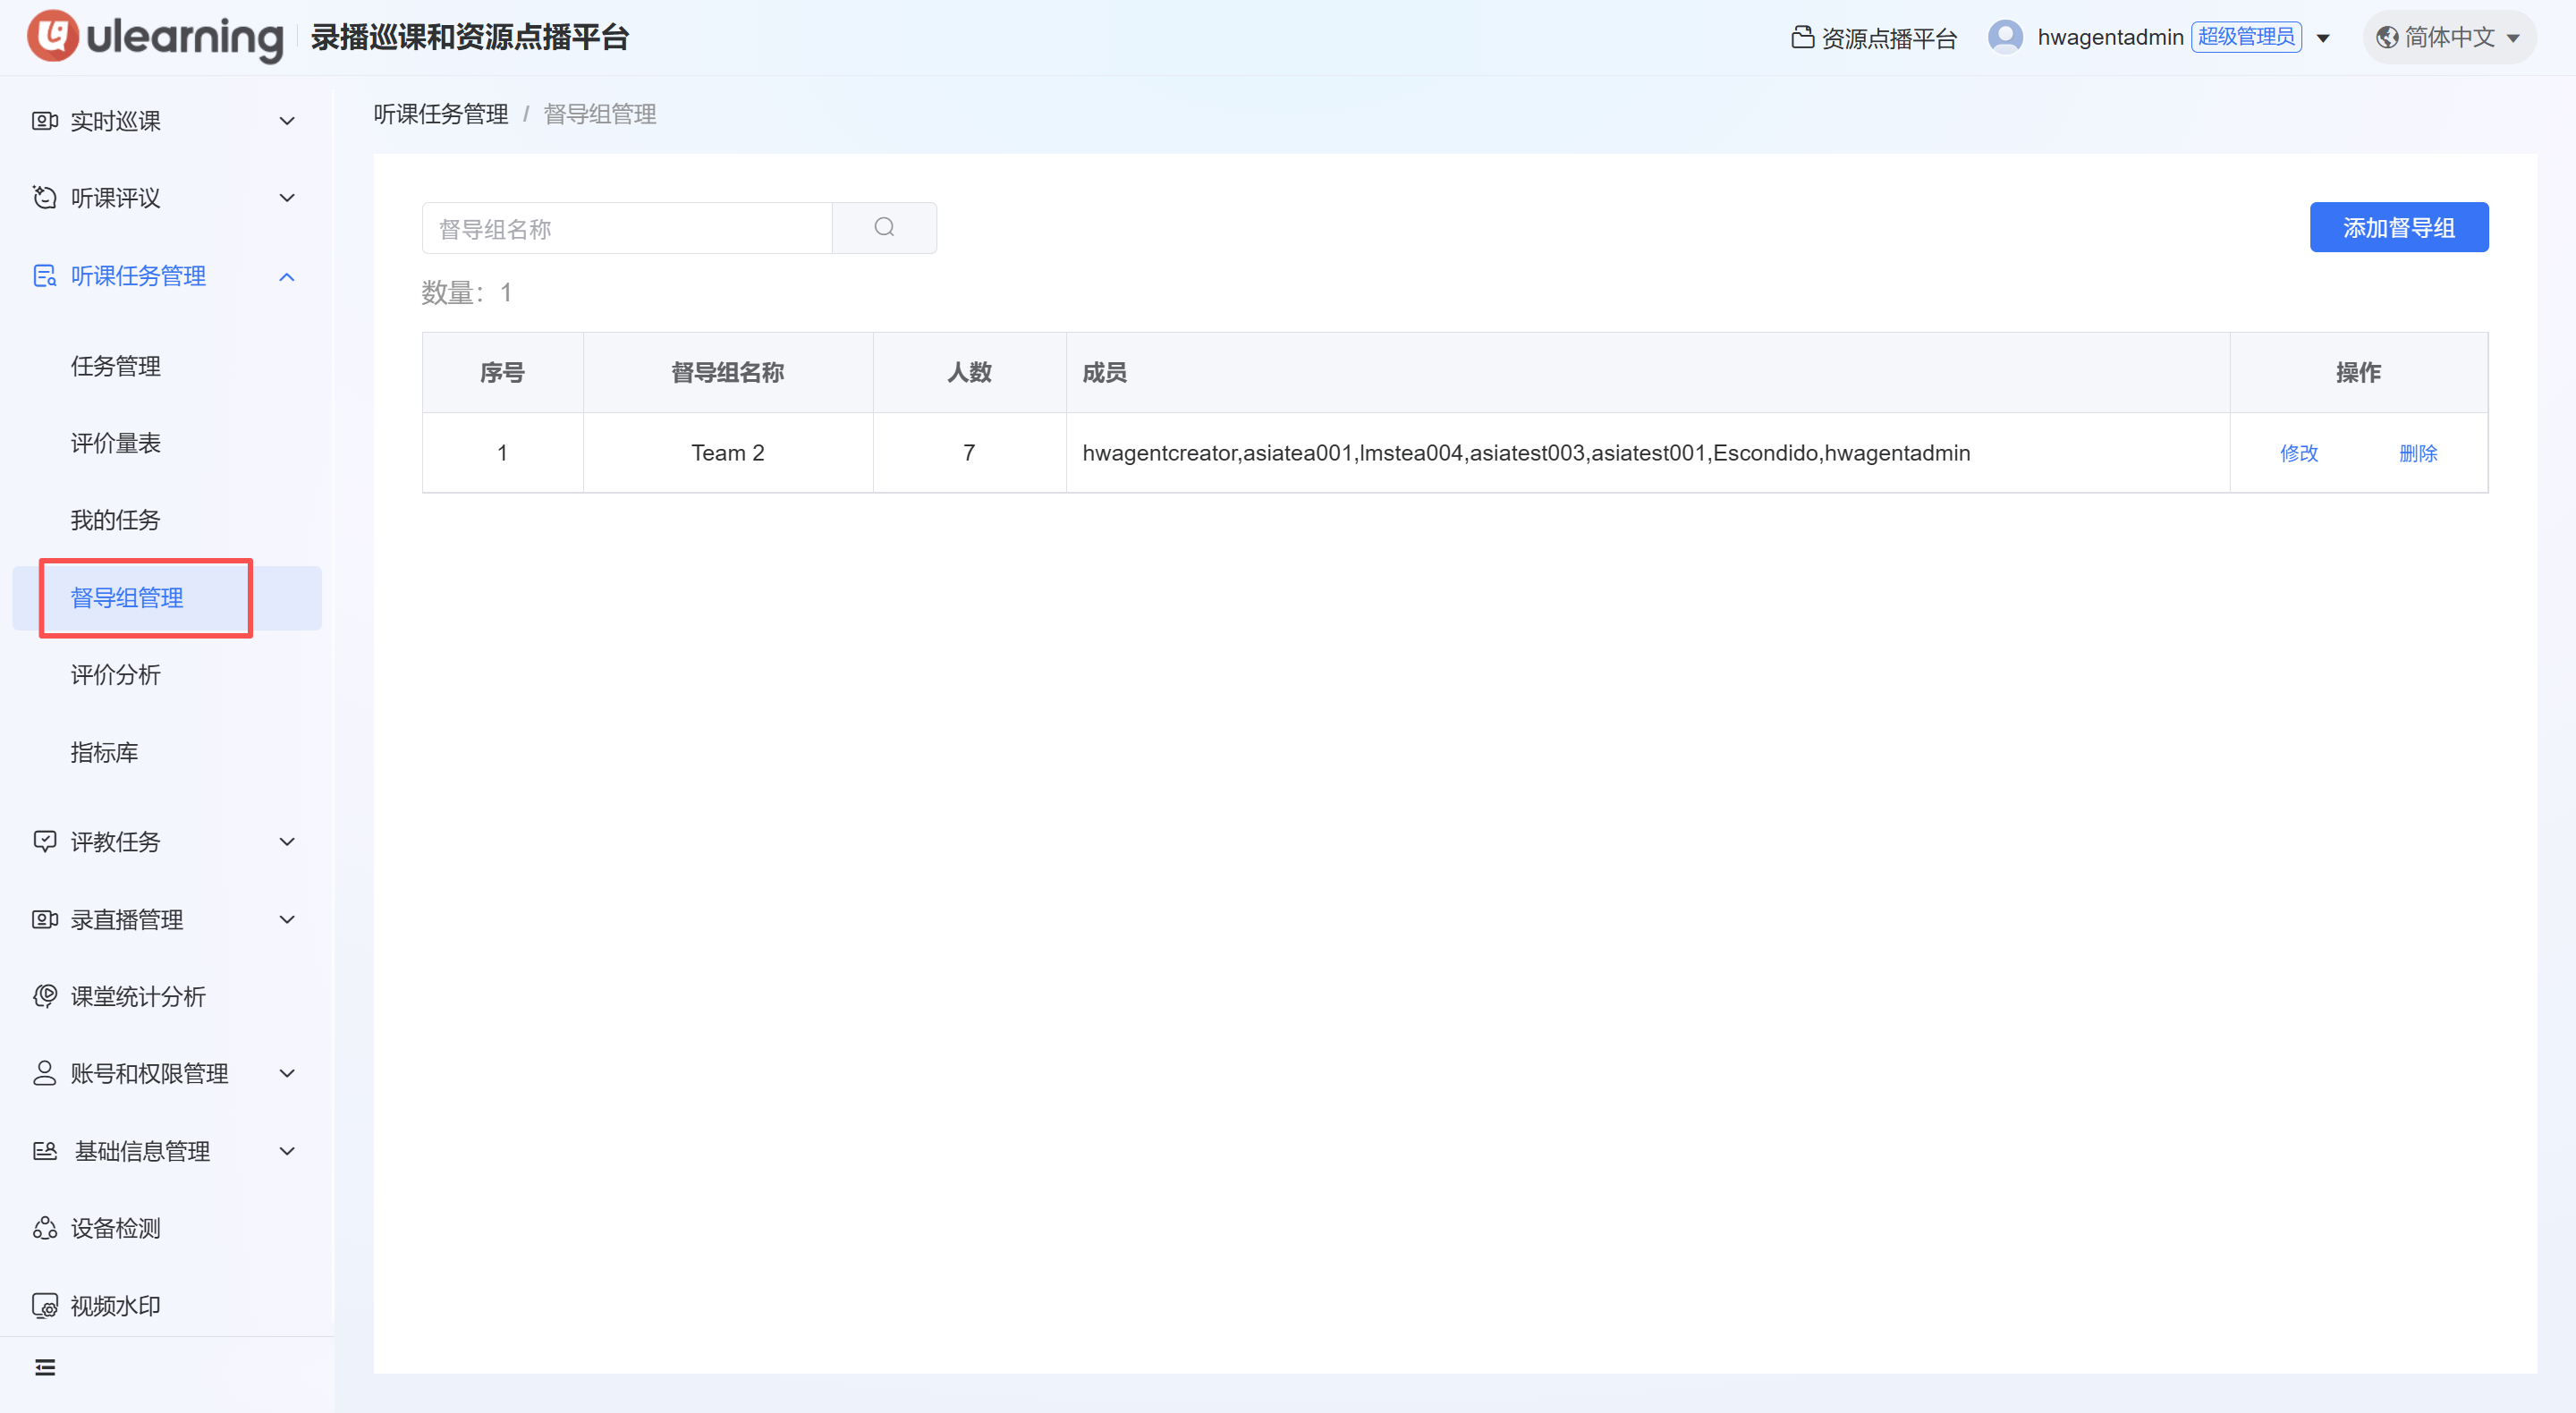 ulearning 录播巡课和资源点播平台 资源点播平台 hwagentadmin 超级管理员 简体中文
实时巡课
听课评议
听课任务管理
任务管理
评价量表
我的任务
督导组管理
评价分析
指标库
评教任务
录直播管理
课堂统计分析
账号和权限管理
基础信息管理
设备检测
视频水印
听课任务管理 / 督导组管理
督导组名称 添加督导组
数量：1
序号 督导组名称 人数 成员 操作
1 Team 2 7 hwagentcreator,asiatea001,lmstea004,asiatest003,asiatest001,Escondido,hwagentadmin 修改 删除